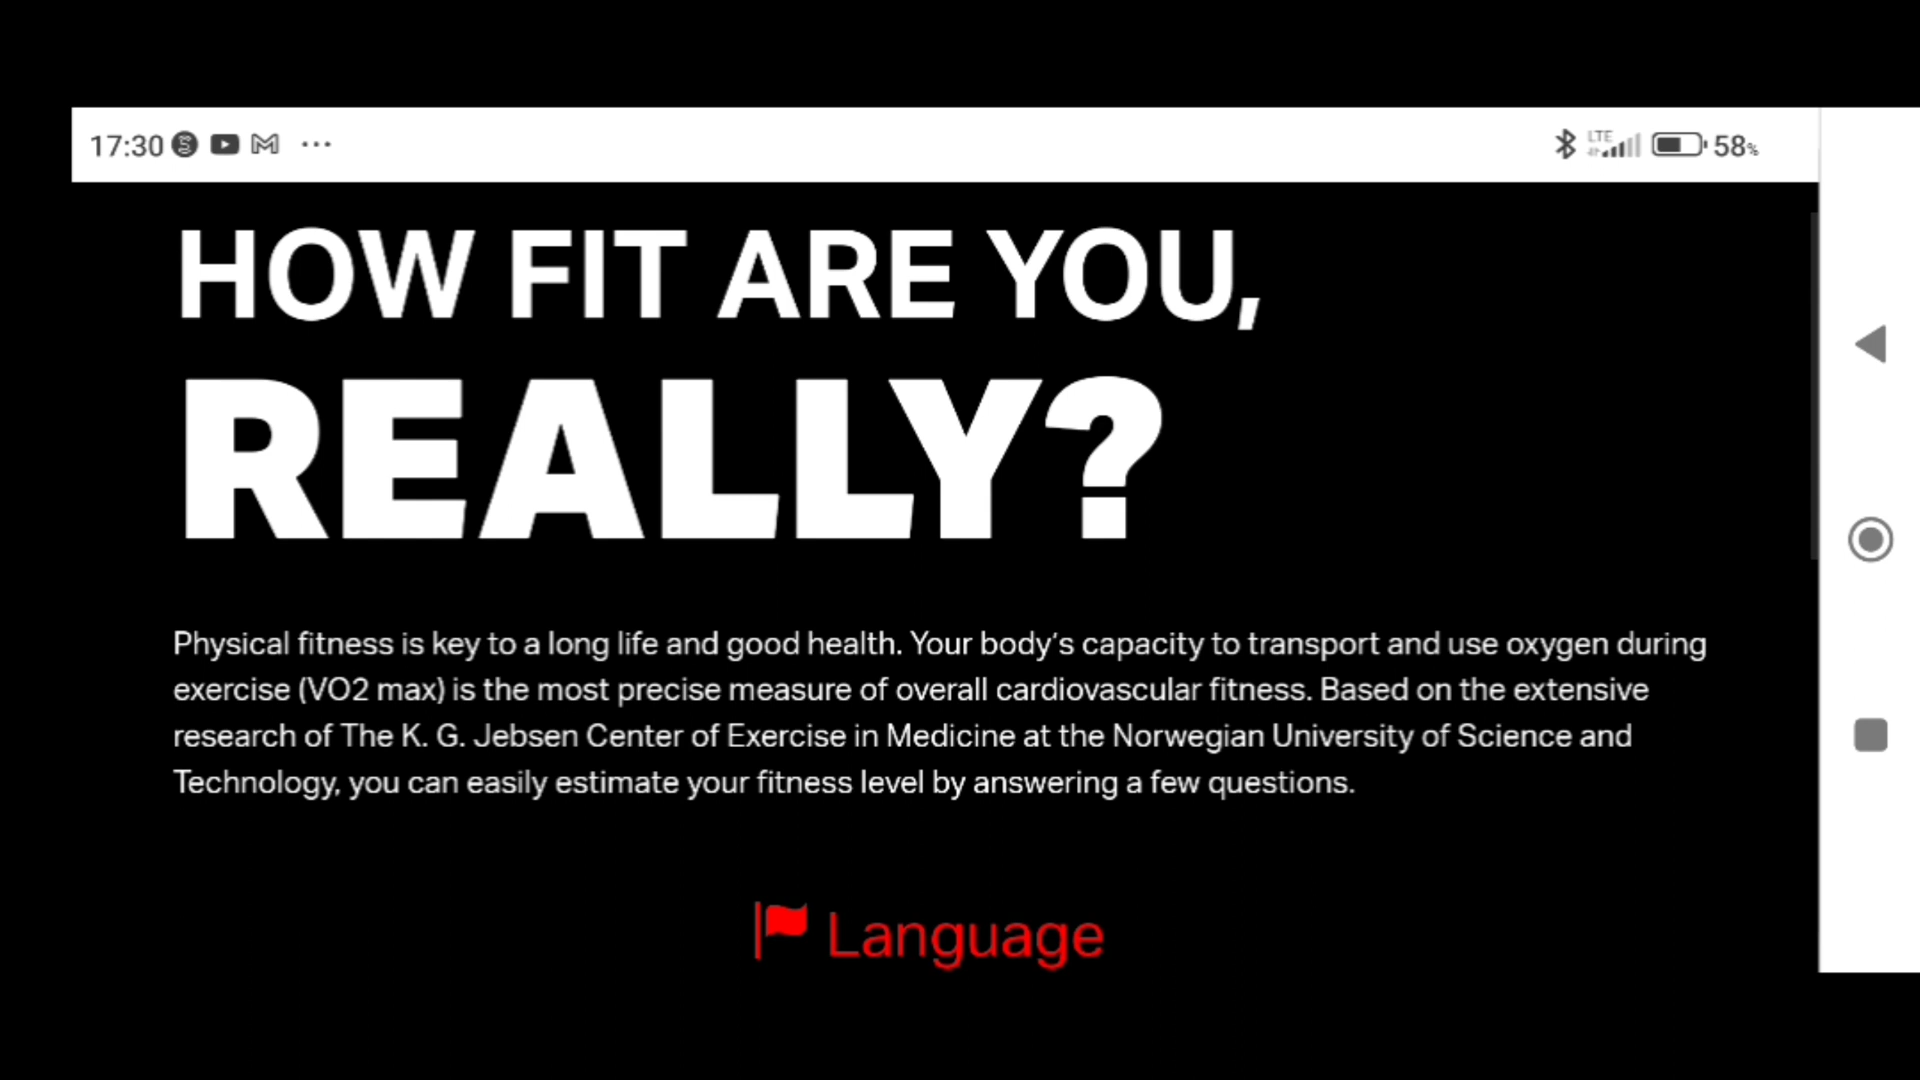 17:30 ... LTE 58%
HOW FIT ARE YOU,
REALLY?
Physical fitness is key to a long life and good health. Your body's capacity to transport and use oxygen during
exercise (VO2 max) is the most precise measure of overall cardiovascular fitness. Based on the extensive
research of The K. G. Jebsen Center of Exercise in Medicine at the Norwegian University of Science and
Technology, you can easily estimate your fitness level by answering a few questions.
Language